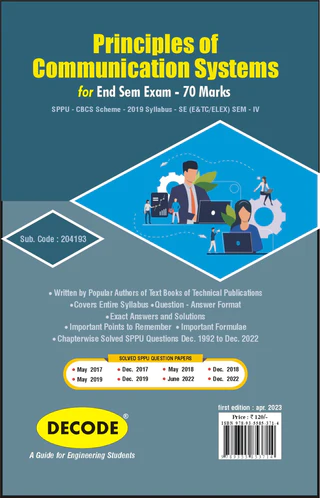 Principles of
Communication Systems
for End Sem Exam - 70 Marks
SPPU - CBCS Scheme - 2019 Syllabus - SE (E&TC/ELEX) SEM - IV
Sub. Code : 204193
• Written by Popular Authers of Text Books of Technical Publications
• Covers Entire Syllabus • Question - Answer Format
• Exact Answers and Solutions
• Important Points to Remember • Important Formulae
• Chapterwise Solved SPPU Questions Dec. 1992 to Dec. 2022
SOLVED SPPU QUESTION PAPERS
• May 2017 • Dec. 2017 • May 2018 • Dec. 2018
• May 2019 • Dec. 2019 • June 2022 • Dec. 2022
first edition : apr. 2023
Price : ₹ 120/-
DECODE ®
A Guide for Engineering Students